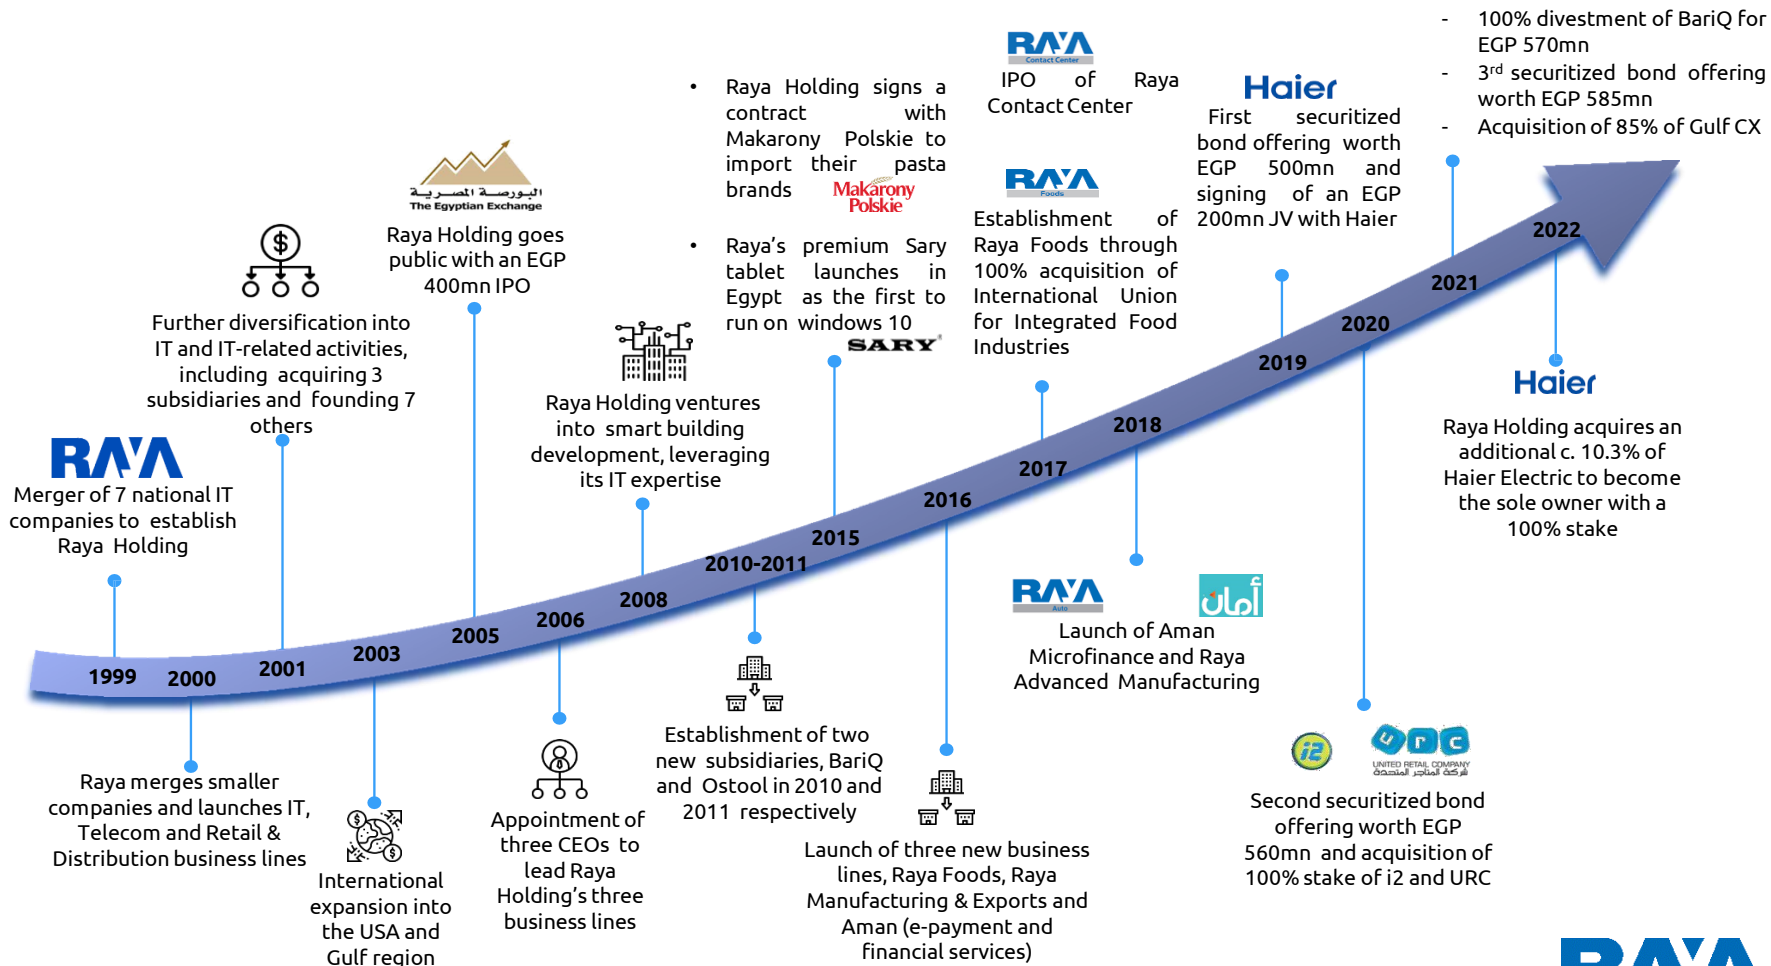 RAYA
Merger of 7 national IT
companies to establish
Raya Holding
1999
2000
Raya merges smaller
companies and launches IT,
Telecom and Retail &
Distribution business lines
Further diversification into
IT and IT-related activities,
including acquiring 3
subsidiaries and founding 7
others
2001
2003
International
expansion into
the USA and
Gulf region
البورصة المصرية
The Egyptian Exchange
Raya Holding goes
public with an EGP
400mn IPO
2005
2006
Appointment of
three CEOs to
lead Raya
Holding's three
business lines
Raya Holding ventures
into smart building
development, leveraging
its IT expertise
2008
2010-2011
Establishment of two
new subsidiaries, BariQ
and Ostool in 2010 and
2011 respectively
• Raya Holding signs a
contract with
Makarony Polskie to
import their pasta
brands
Makarony
Polskie
• Raya's premium Sary
tablet launches in
Egypt as the first to
run on windows 10
SARY
2015
2016
Launch of three new business
lines, Raya Foods, Raya
Manufacturing & Exports and
Aman (e-payment and
financial services)
RAYA
Contact Center
IPO of Raya
Contact Center
RAYA
Foods
Establishment of
Raya Foods through
100% acquisition of
International Union
for Integrated Food
Industries
2017
2018
RAYA
Auto
أمان
Launch of Aman
Microfinance and Raya
Advanced Manufacturing
Haier
First securitized
bond offering worth
EGP 500mn and
signing of an EGP
200mn JV with Haier
2019
2020
i2
urc
UNITED RETAIL COMPANY
شركة المتاجر المتحدة
Second securitized bond
offering worth EGP
560mn and acquisition of
100% stake of i2 and URC
- 100% divestment of BariQ for
EGP 570mn
- 3rd securitized bond offering
worth EGP 585mn
- Acquisition of 85% of Gulf CX
2021
2022
Haier
Raya Holding acquires an
additional c. 10.3% of
Haier Electric to become
the sole owner with a
100% stake
RAYA